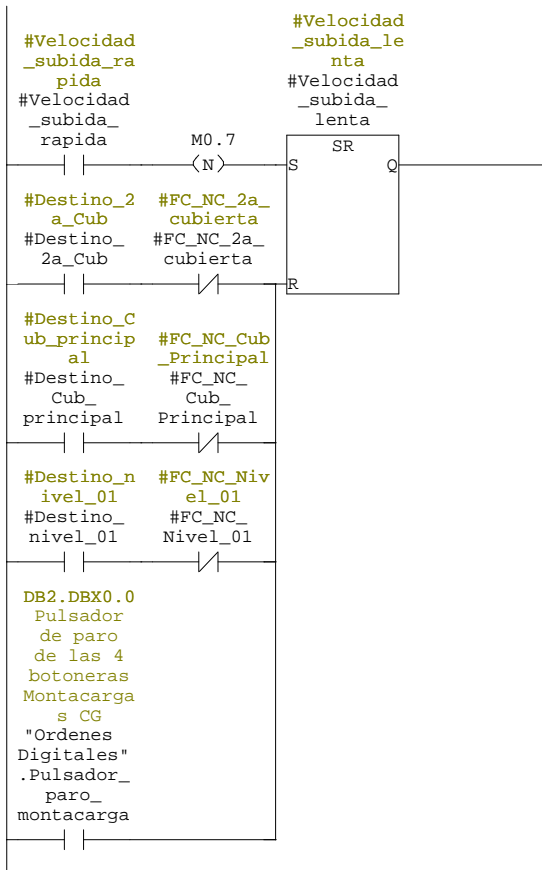 #Velocidad
_subida_le
nta
#Velocidad
_subida_
lenta
#Velocidad
_subida_ra
pida
#Velocidad
_subida_
rapida
M0.7
SR
N
S
Q
#Destino_2
a_Cub
#Destino_
2a_Cub
#FC_NC_2a_
cubierta
#FC_NC_2a_
cubierta
R
#Destino_C
ub_princip
al
#Destino_
Cub_
principal
#FC_NC_Cub
_Principal
#FC_NC_
Cub_
Principal
#Destino_n
ivel_01
#Destino_
nivel_01
#FC_NC_Niv
el_01
#FC_NC_
Nivel_01
DB2.DBX0.0
Pulsador
de paro
de las 4
botoneras
Montacarga
s CG
"Ordenes
Digitales"
.Pulsador_
paro_
montacarga